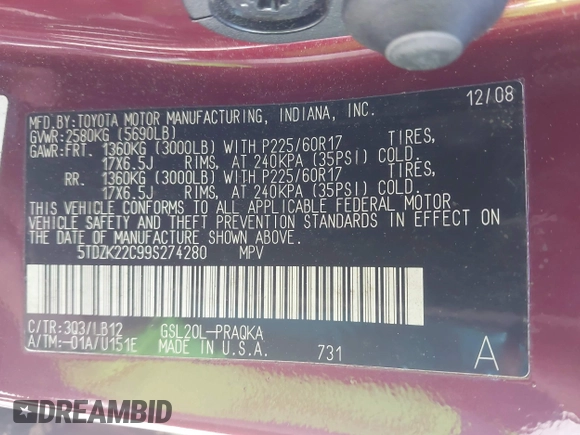 MFD.BY:TOYOTA MOTOR MANUFACTURING, INDIANA, INC. 12/08
GVWR:2580KG (5690LB)
GAWR:FRT. 1360KG (3000LB) WITH P225/60R17 TIRES,
17X6.5J RIMS, AT 240KPA (35PSI) COLD.
RR. 1360KG (3000LB) WITH P225/60R17 TIRES,
17X6.5J RIMS, AT 240KPA (35PSI) COLD.
THIS VEHICLE CONFORMS TO ALL APPLICABLE FEDERAL MOTOR
VEHICLE SAFETY AND THEFT PREVENTION STANDARDS IN EFFECT ON
THE DATE OF MANUFACTURE SHOWN ABOVE.
5TDZK22C99S274280 MPV
C/TR:3Q3/LB12 GSL20L-PRAQKA
A/TM:-01A/U151E MADE IN U.S.A. 731 A
DREAMBID